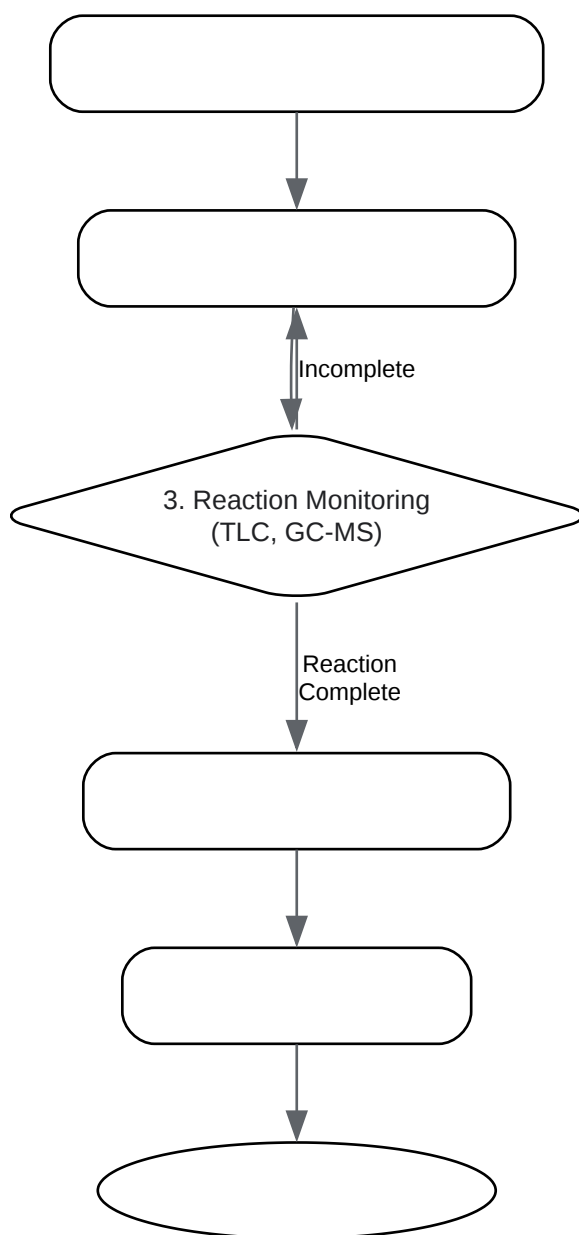 Incomplete
3. Reaction Monitoring
(TLC, GC-MS)
Reaction
Complete